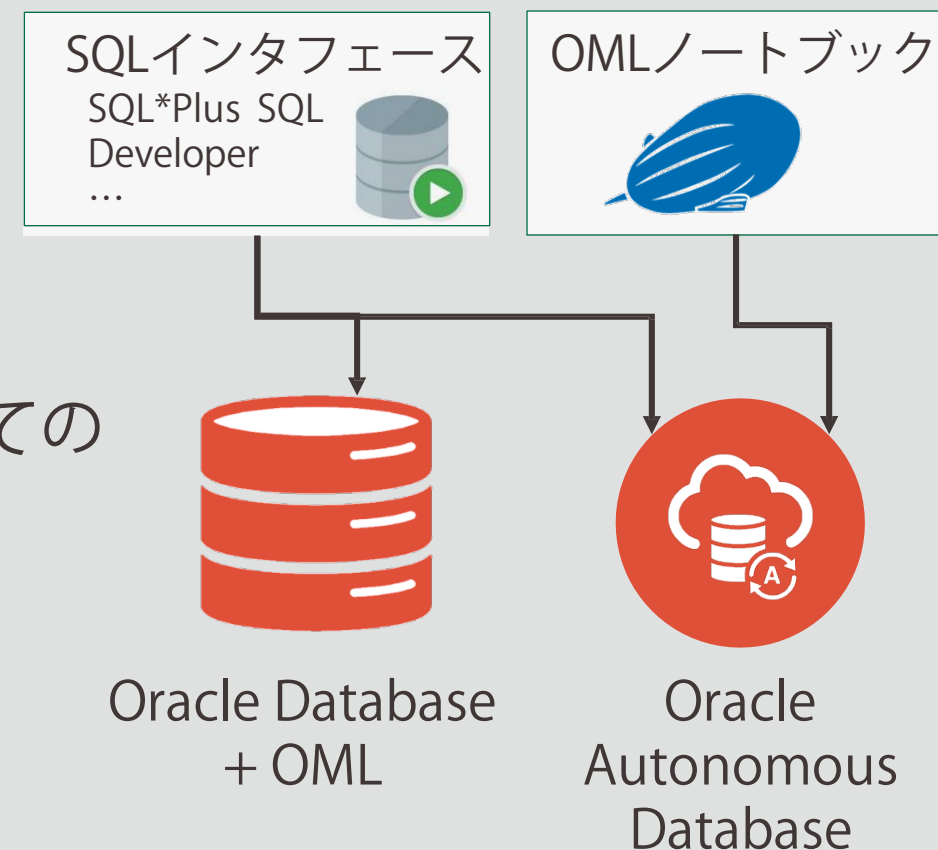 SQLインタフェース
SQL*Plus SQL
Developer
…
OMLノートブック
ての
A
Oracle Database
+ OML
Oracle
Autonomous
Database